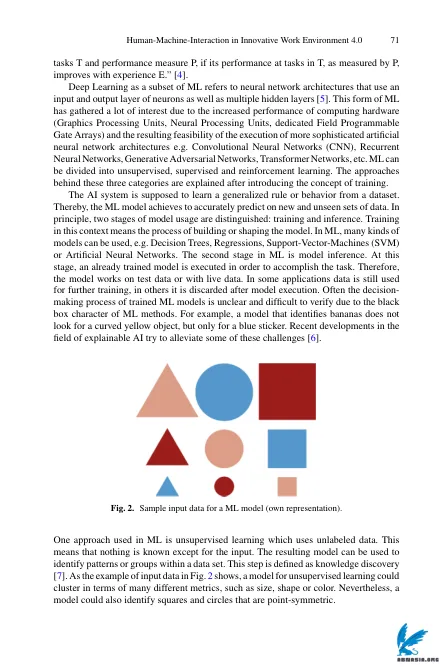 Human-Machine-Interaction in Innovative Work Environment 4.0 71
tasks T and performance measure P, if its performance at tasks in T, as measured by P,
improves with experience E.” [4].
Deep Learning as a subset of ML refers to neural network architectures that use an
input and output layer of neurons as well as multiple hidden layers [5]. This form of ML
has gathered a lot of interest due to the increased performance of computing hardware
(Graphics Processing Units, Neural Processing Units, dedicated Field Programmable
Gate Arrays) and the resulting feasibility of the execution of more sophisticated artificial
neural network architectures e.g. Convolutional Neural Networks (CNN), Recurrent
Neural Networks, Generative Adversarial Networks, Transformer Networks, etc. ML can
be divided into unsupervised, supervised and reinforcement learning. The approaches
behind these three categories are explained after introducing the concept of training.
The AI system is supposed to learn a generalized rule or behavior from a dataset.
Thereby, the ML model achieves to accurately predict on new and unseen sets of data. In
principle, two stages of model usage are distinguished: training and inference. Training
in this context means the process of building or shaping the model. In ML, many kinds of
models can be used, e.g. Decision Trees, Regressions, Support-Vector-Machines (SVM)
or Artificial Neural Networks. The second stage in ML is model inference. At this
stage, an already trained model is executed in order to accomplish the task. Therefore,
the model works on test data or with live data. In some applications data is still used
for further training, in others it is discarded after model execution. Often the decision-
making process of trained ML models is unclear and difficult to verify due to the black
box character of ML methods. For example, a model that identifies bananas does not
look for a curved yellow object, but only for a blue sticker. Recent developments in the
field of explainable AI try to alleviate some of these challenges [6].
Fig. 2. Sample input data for a ML model (own representation).
One approach used in ML is unsupervised learning which uses unlabeled data. This
means that nothing is known except for the input. The resulting model can be used to
identify patterns or groups within a data set. This step is defined as knowledge discovery
[7]. As the example of input data in Fig. 2 shows, a model for unsupervised learning could
cluster in terms of many different metrics, such as size, shape or color. Nevertheless, a
model could also identify squares and circles that are point-symmetric.